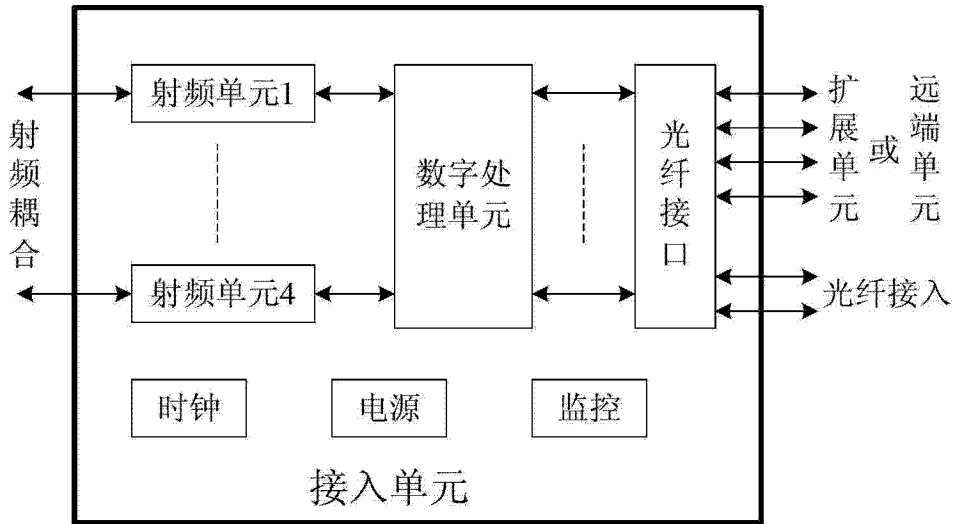 射频耦合
射频单元1
射频单元4
数字处
理单元
光纤接口
扩展单元
或
远端单元
光纤接入
时钟
电源
监控
接入单元